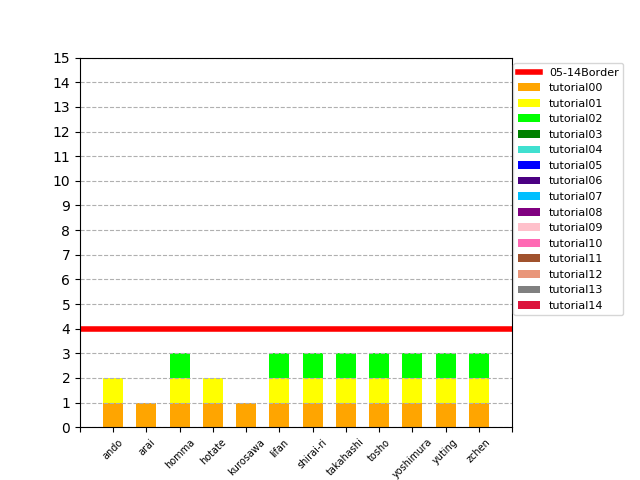 15
14
13
12
11
10
9
8
7
6
5
4
3
2
1
0
ando
arai
homma
hotate
kurosawa
lifan
shirai-ri
takahashi
tosho
yoshimura
yuting
zchen
05-14Border
tutorial00
tutorial01
tutorial02
tutorial03
tutorial04
tutorial05
tutorial06
tutorial07
tutorial08
tutorial09
tutorial10
tutorial11
tutorial12
tutorial13
tutorial14